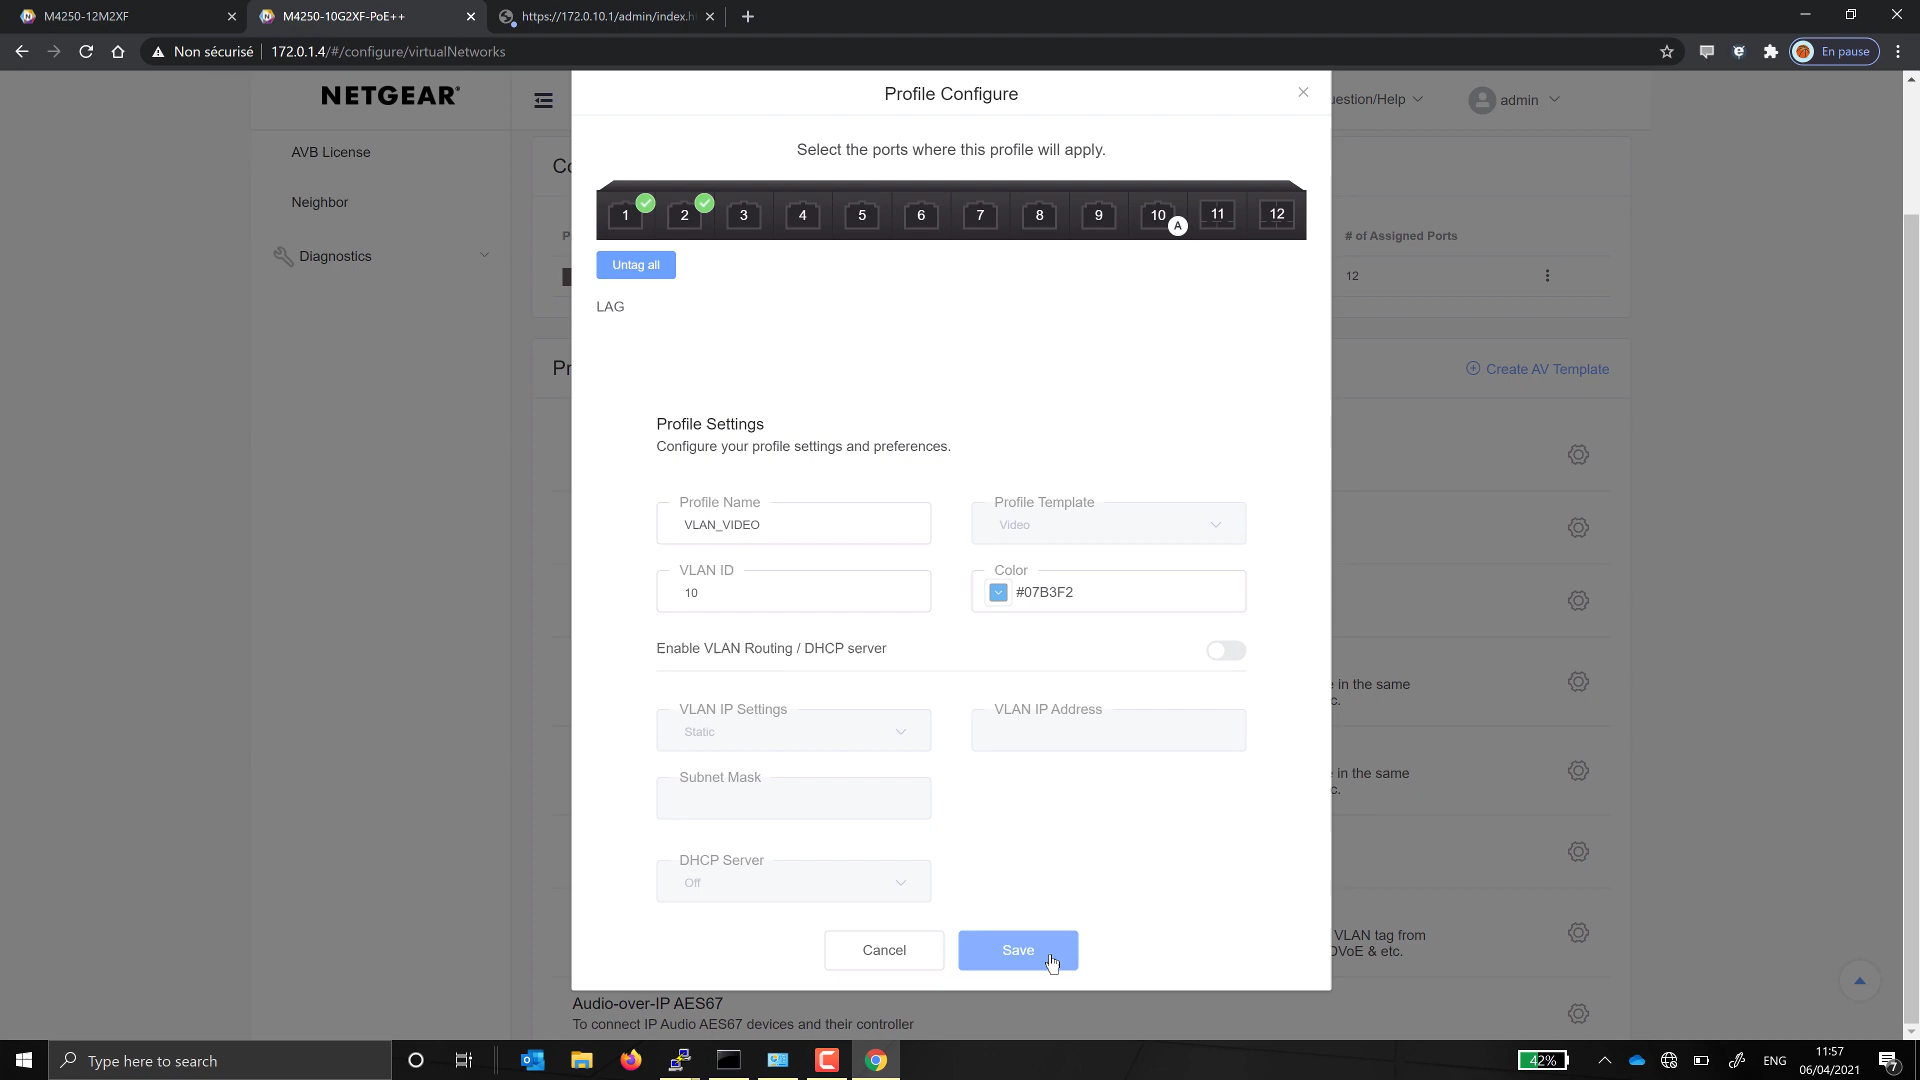 M4250-12M2XF
M4250-10G2XF-PoE++
https://172.0.10.1/admin/index.h
Non sécurisé
172.0.1.4/#/configure/virtualNetworks
En pause
NETGEAR®
Profile Configure
uestion/Help
admin
AVB License
Select the ports where this profile will apply.
Co
Neighbor
1 2 3 4 5 6 7 8 9 10 11 12
A
P
# of Assigned Ports
Diagnostics
Untag all
12
LAG
Pr
Create AV Template
Profile Settings
Configure your profile settings and preferences.
Profile Name
VLAN_VIDEO
Profile Template
Video
VLAN ID
10
Color
#07B3F2
Enable VLAN Routing / DHCP server
e in the same
c.
VLAN IP Settings
Static
VLAN IP Address
Subnet Mask
e in the same
c.
DHCP Server
Off
VLAN tag from
DVoE & etc.
Cancel
Save
Audio-over-IP AES67
To connect IP Audio AES67 devices and their controller
Type here to search
42%
ENG
11:57
06/04/2021
7